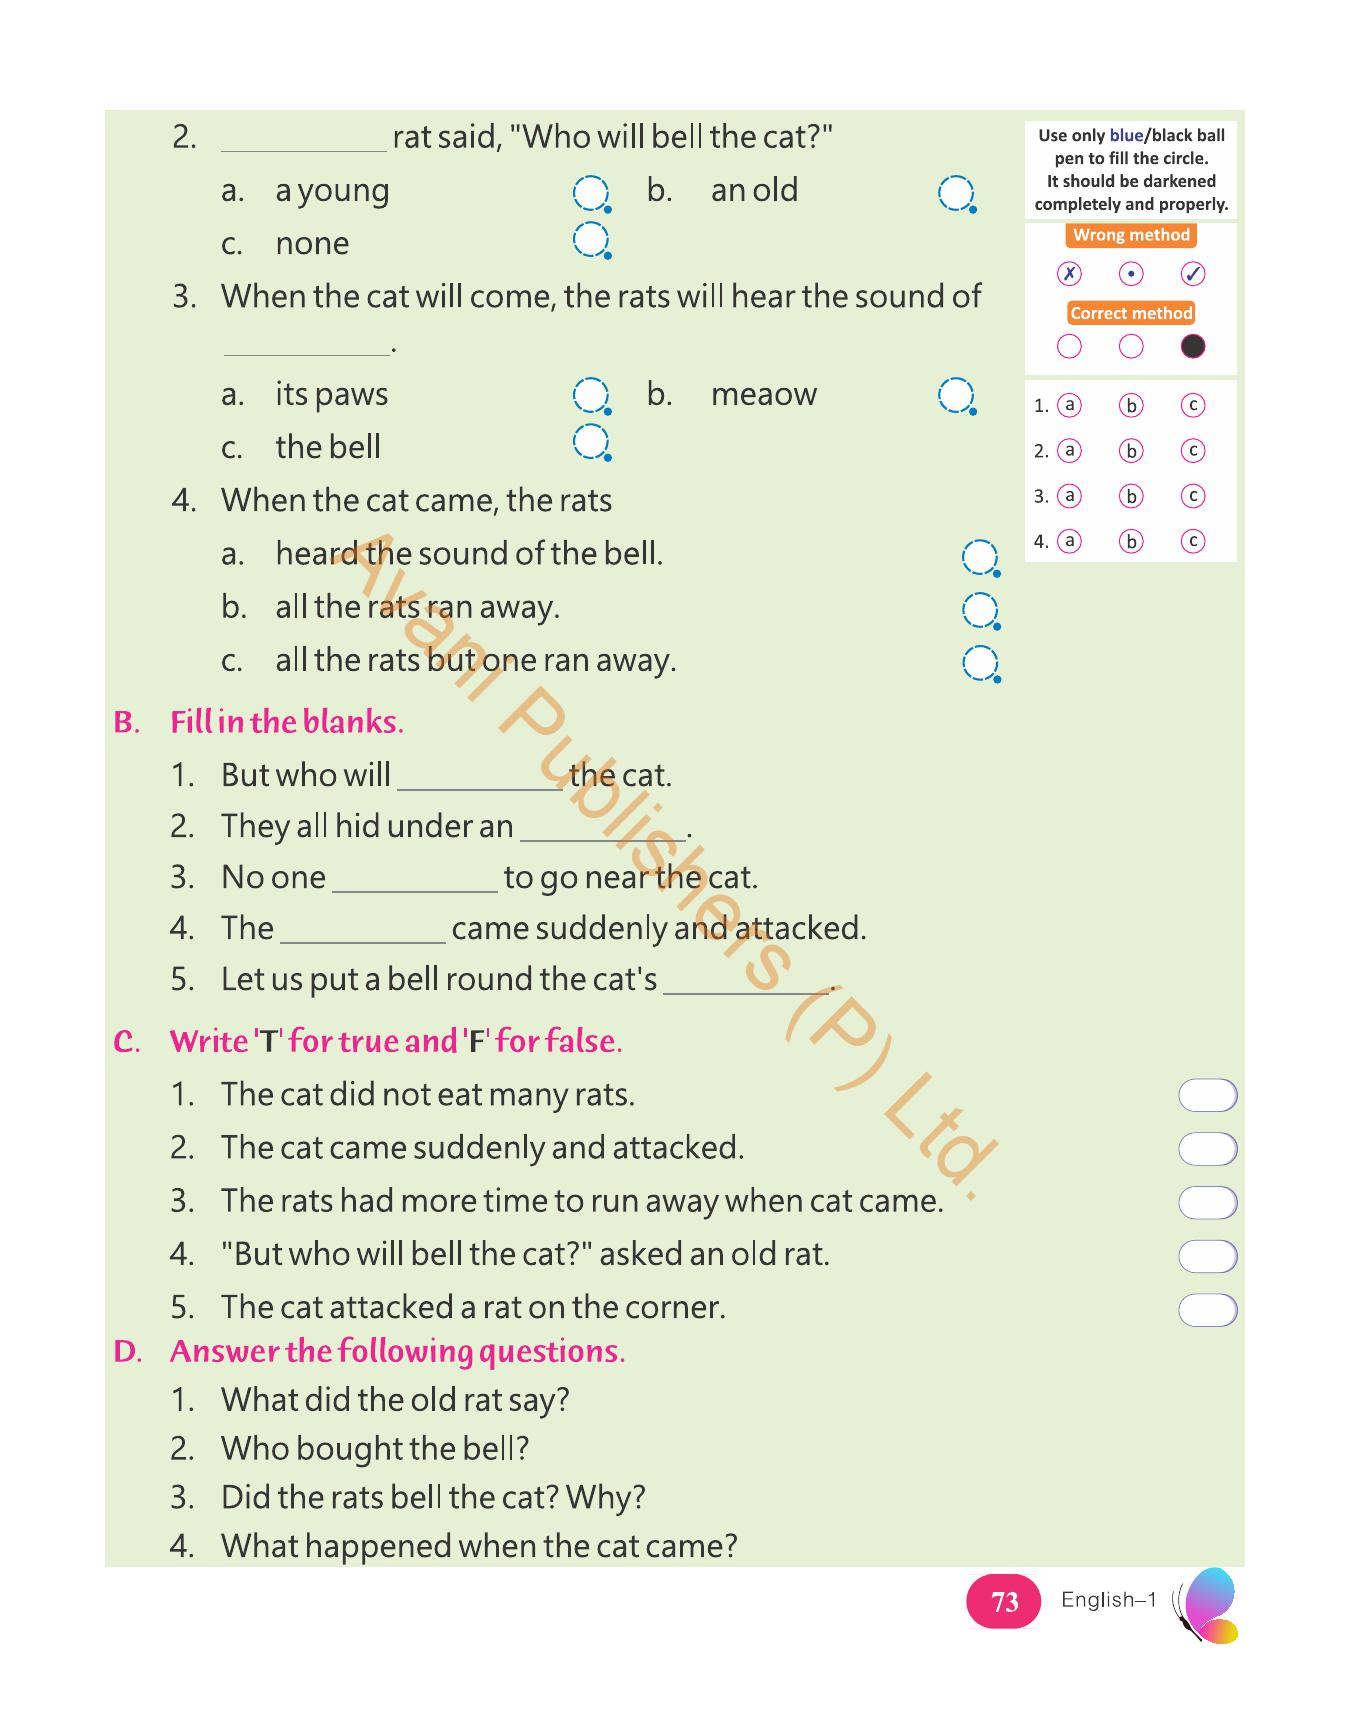 2. __________ rat said, "Who will bell the cat?"
a. a young b. an old
c. none
3. When the cat will come, the rats will hear the sound of
__________.
a. its paws b. meaow
c. the bell
4. When the cat came, the rats
a. heard the sound of the bell.
b. all the rats ran away.
c. all the rats but one ran away.
Use only blue/black ball
pen to fill the circle.
It should be darkened
completely and properly.
Wrong method
✗ • ✓
Correct method
1. a b c
2. a b c
3. a b c
4. a b c
B. Fill in the blanks.
1. But who will __________ the cat.
2. They all hid under an __________.
3. No one __________ to go near the cat.
4. The __________ came suddenly and attacked.
5. Let us put a bell round the cat's __________.
C. Write 'T' for true and 'F' for false.
1. The cat did not eat many rats.
2. The cat came suddenly and attacked.
3. The rats had more time to run away when cat came.
4. "But who will bell the cat?" asked an old rat.
5. The cat attacked a rat on the corner.
D. Answer the following questions.
1. What did the old rat say?
2. Who bought the bell?
3. Did the rats bell the cat? Why?
4. What happened when the cat came?
73 English–1
Avani Publishers (P) Ltd.